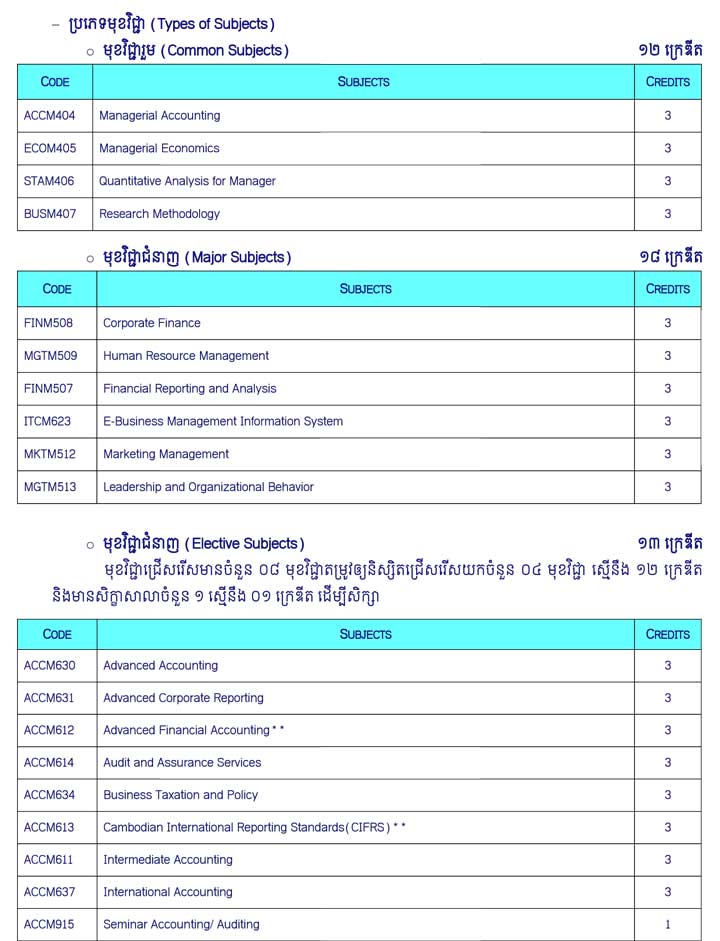 – ប្រភេទមុខវិជ្ជា (Types of Subjects)
○ មុខវិជ្ជារួម (Common Subjects) ១២ ក្រេឌីត
CODE SUBJECTS CREDITS
ACCM404 Managerial Accounting 3
ECOM405 Managerial Economics 3
STAM406 Quantitative Analysis for Manager 3
BUSM407 Research Methodology 3
○ មុខវិជ្ជាជំនាញ (Major Subjects) ១៨ ក្រេឌីត
CODE SUBJECTS CREDITS
FINM508 Corporate Finance 3
MGTM509 Human Resource Management 3
FINM507 Financial Reporting and Analysis 3
ITCM623 E-Business Management Information System 3
MKTM512 Marketing Management 3
MGTM513 Leadership and Organizational Behavior 3
○ មុខវិជ្ជាជំនាញ (Elective Subjects) ១៣ ក្រេឌីត
មុខវិជ្ជាជ្រើសរើសមានចំនួន ០៨ មុខវិជ្ជាតម្រូវឲ្យនិស្សិតជ្រើសរើសយកចំនួន ០៤ មុខវិជ្ជា ស្មើនឹង ១២ ក្រេឌីត
និងមានសិក្ខាសាលាចំនួន ១ ស្មើនឹង ០១ ក្រេឌីត ដើម្បីសិក្សា
CODE SUBJECTS CREDITS
ACCM630 Advanced Accounting 3
ACCM631 Advanced Corporate Reporting 3
ACCM612 Advanced Financial Accounting** 3
ACCM614 Audit and Assurance Services 3
ACCM634 Business Taxation and Policy 3
ACCM613 Cambodian International Reporting Standards(CIFRS)** 3
ACCM611 Intermediate Accounting 3
ACCM637 International Accounting 3
ACCM915 Seminar Accounting/ Auditing 1